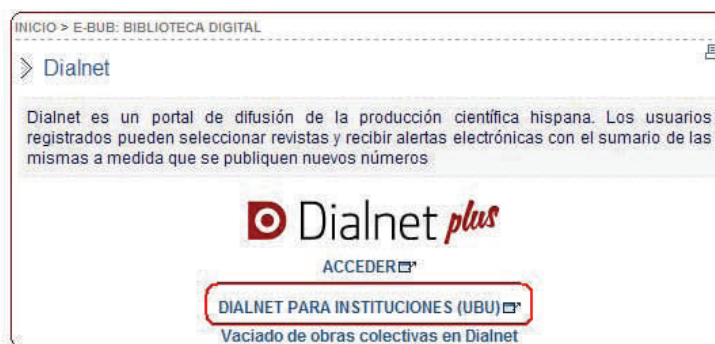 INICIO > E-BUB: BIBLIOTECA DIGITAL
Dialnet
Dialnet es un portal de difusión de la producción científica hispana. Los usuarios
registrados pueden seleccionar revistas y recibir alertas electrónicas con el sumario de las
mismas a medida que se publiquen nuevos números
Dialnet plus
ACCEDER
DIALNET PARA INSTITUCIONES (UBU)
Vaciado de obras colectivas en Dialnet